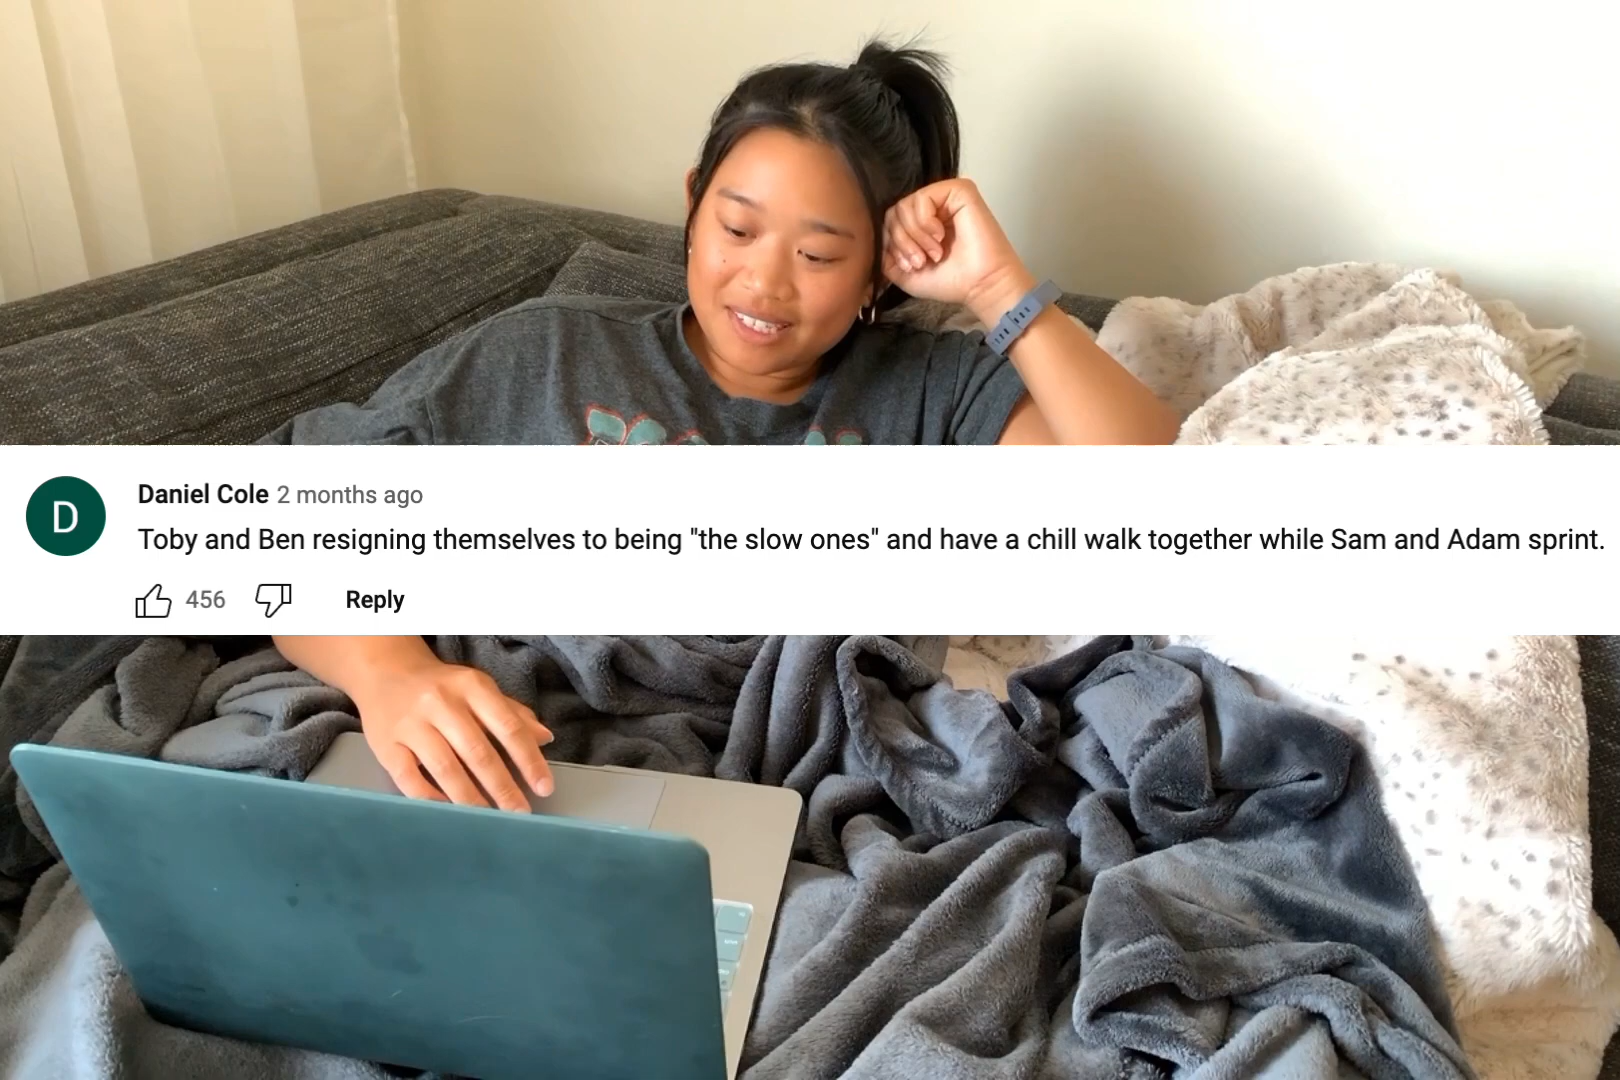 D
Daniel Cole 2 months ago
Toby and Ben resigning themselves to being "the slow ones" and have a chill walk together while Sam and Adam sprint.
456
Reply